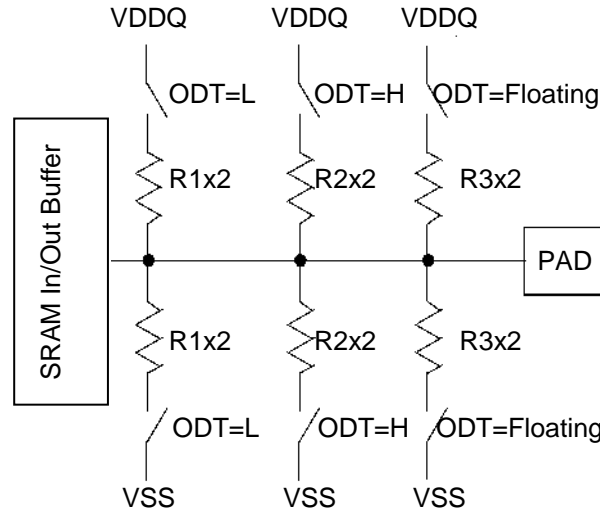 VDDQ VDDQ VDDQ
ODT=L ODT=H ODT=Floating
R1x2 R2x2 R3x2
SRAM In/Out Buffer
PAD
R1x2 R2x2 R3x2
ODT=L ODT=H ODT=Floating
VSS VSS VSS